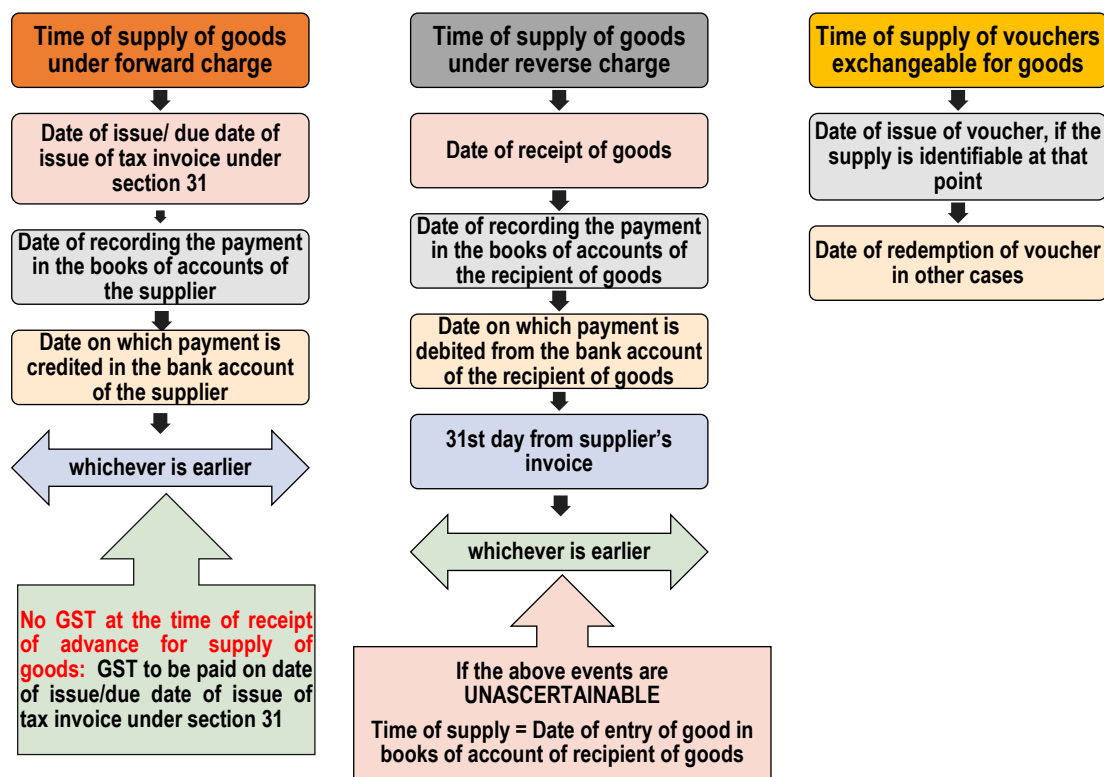 Time of supply of goods
under forward charge
Date of issue/ due date of
issue of tax invoice under
section 31
Date of recording the payment
in the books of accounts of
the supplier
Date on which payment is
credited in the bank account
of the supplier
whichever is earlier
No GST at the time of receipt
of advance for supply of
goods: GST to be paid on date
of issue/due date of issue of
tax invoice under section 31
Time of supply of goods
under reverse charge
Date of receipt of goods
Date of recording the payment
in the books of accounts of
the recipient of goods
Date on which payment is
debited from the bank account
of the recipient of goods
31st day from supplier’s
invoice
whichever is earlier
If the above events are
UNASCERTAINABLE
Time of supply = Date of entry of good in
books of account of recipient of goods
Time of supply of vouchers
exchangeable for goods
Date of issue of voucher, if the
supply is identifiable at that
point
Date of redemption of voucher
in other cases